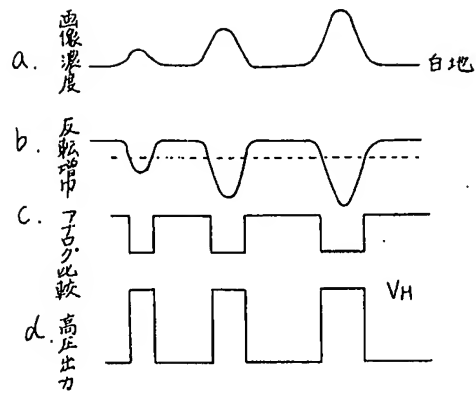 a. 画像濃度
白地
b. 反転増巾
c. アナログ比較
VH
d. 高圧出力